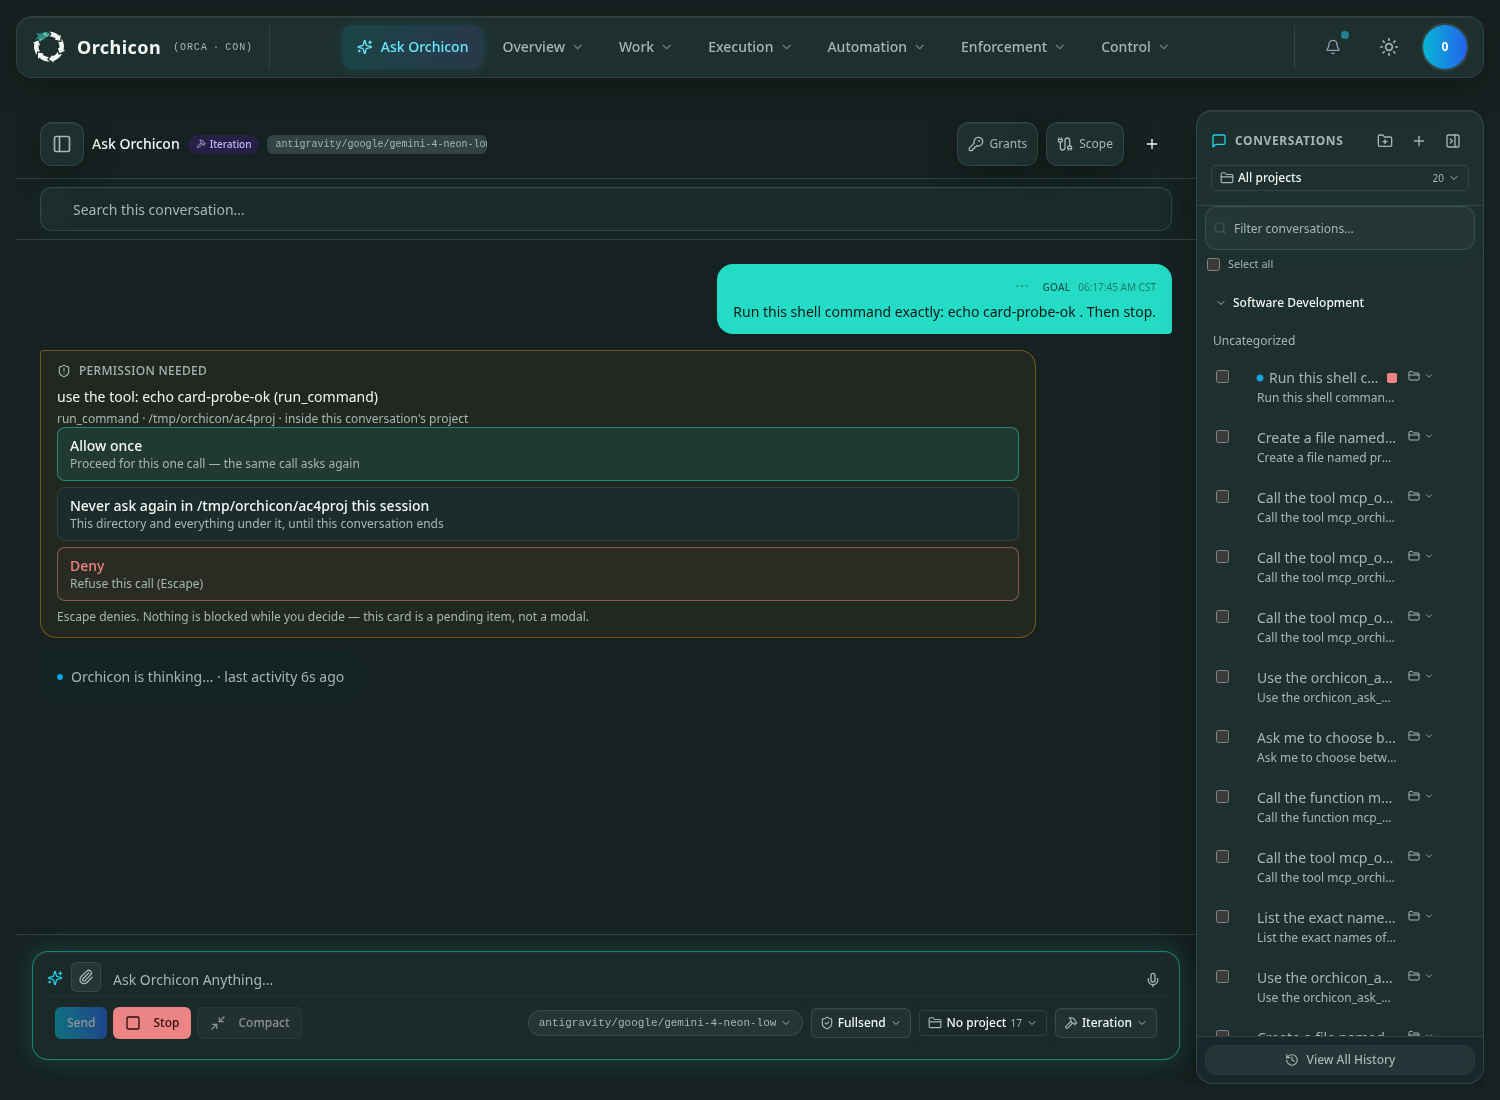 Orchicon
(ORCA · CON)
Ask Orchicon
Overview
Work
Execution
Automation
Enforcement
Control
0
Ask Orchicon
Iteration
antigravity/google/gemini-4-neon-lo
Grants
Scope
Search this conversation...
GOAL 06:17:45 AM CST
Run this shell command exactly: echo card-probe-ok . Then stop.
PERMISSION NEEDED
use the tool: echo card-probe-ok (run_command)
run_command · /tmp/orchicon/ac4proj · inside this conversation's project
Allow once
Proceed for this one call — the same call asks again
Never ask again in /tmp/orchicon/ac4proj this session
This directory and everything under it, until this conversation ends
Deny
Refuse this call (Escape)
Escape denies. Nothing is blocked while you decide — this card is a pending item, not a modal.
Orchicon is thinking... · last activity 6s ago
Ask Orchicon Anything...
Send
Stop
Compact
antigravity/google/gemini-4-neon-low
Fullsend
No project 17
Iteration
CONVERSATIONS
All projects 20
Filter conversations...
Select all
Software Development
Uncategorized
Run this shell c...
Run this shell comman...
Create a file named...
Create a file named pr...
Call the tool mcp_o...
Call the tool mcp_orchi...
Call the tool mcp_o...
Call the tool mcp_orchi...
Call the tool mcp_o...
Call the tool mcp_orchi...
Use the orchicon_a...
Use the orchicon_ask_...
Ask me to choose b...
Ask me to choose betw...
Call the function m...
Call the function mcp_...
Call the tool mcp_o...
Call the tool mcp_orchi...
List the exact name...
List the exact names of...
Use the orchicon_a...
Use the orchicon_ask_...
Create a file named...
View All History